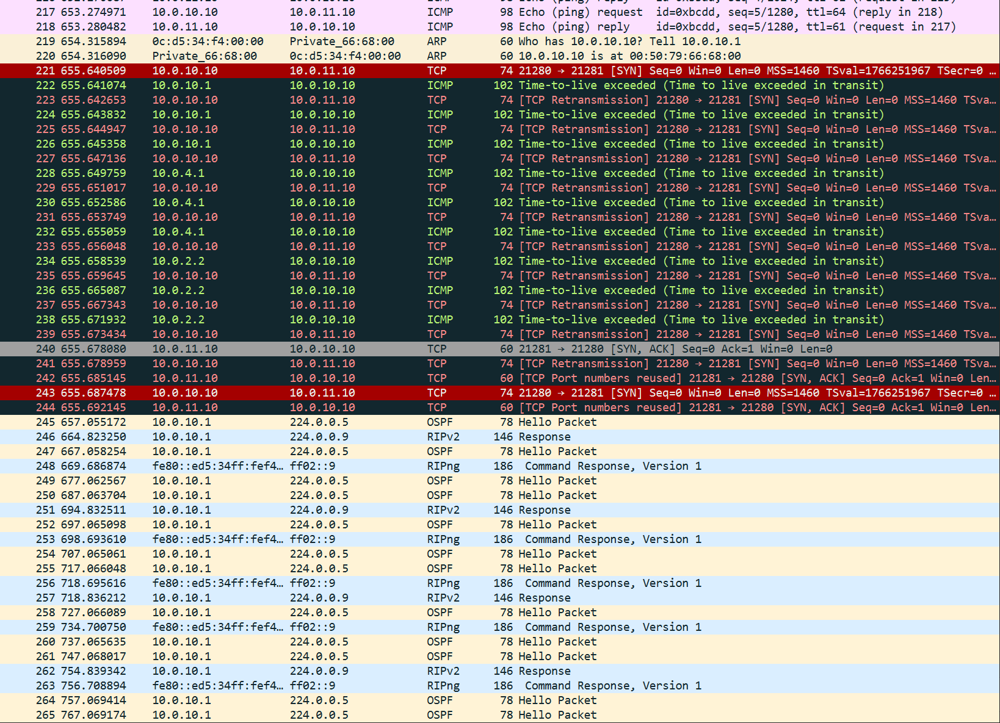 217 653.274971 10.0.10.10 10.0.11.10 ICMP 98 Echo (ping) request id=0xbcdd, seq=5/1280, ttl=64 (reply in 218)
218 653.280482 10.0.11.10 10.0.10.10 ICMP 98 Echo (ping) reply id=0xbcdd, seq=5/1280, ttl=61 (request in 217)
219 654.315894 0c:d5:34:f4:00:00 Private_66:68:00 ARP 60 Who has 10.0.10.10? Tell 10.0.10.1
220 654.316090 Private_66:68:00 0c:d5:34:f4:00:00 ARP 60 10.0.10.10 is at 00:50:79:66:68:00
221 655.640509 10.0.10.10 10.0.11.10 TCP 74 21280 → 21281 [SYN] Seq=0 Win=0 Len=0 MSS=1460 TSval=1766251967 TSecr=0 …
222 655.641074 10.0.10.1 10.0.10.10 ICMP 102 Time-to-live exceeded (Time to live exceeded in transit)
223 655.642653 10.0.10.10 10.0.11.10 TCP 74 [TCP Retransmission] 21280 → 21281 [SYN] Seq=0 Win=0 Len=0 MSS=1460 TSva…
224 655.643832 10.0.10.1 10.0.10.10 ICMP 102 Time-to-live exceeded (Time to live exceeded in transit)
225 655.644947 10.0.10.10 10.0.11.10 TCP 74 [TCP Retransmission] 21280 → 21281 [SYN] Seq=0 Win=0 Len=0 MSS=1460 TSva…
226 655.645358 10.0.10.1 10.0.10.10 ICMP 102 Time-to-live exceeded (Time to live exceeded in transit)
227 655.647136 10.0.10.10 10.0.11.10 TCP 74 [TCP Retransmission] 21280 → 21281 [SYN] Seq=0 Win=0 Len=0 MSS=1460 TSva…
228 655.649759 10.0.4.1 10.0.10.10 ICMP 102 Time-to-live exceeded (Time to live exceeded in transit)
229 655.651017 10.0.10.10 10.0.11.10 TCP 74 [TCP Retransmission] 21280 → 21281 [SYN] Seq=0 Win=0 Len=0 MSS=1460 TSva…
230 655.652586 10.0.4.1 10.0.10.10 ICMP 102 Time-to-live exceeded (Time to live exceeded in transit)
231 655.653749 10.0.10.10 10.0.11.10 TCP 74 [TCP Retransmission] 21280 → 21281 [SYN] Seq=0 Win=0 Len=0 MSS=1460 TSva…
232 655.655059 10.0.4.1 10.0.10.10 ICMP 102 Time-to-live exceeded (Time to live exceeded in transit)
233 655.656048 10.0.10.10 10.0.11.10 TCP 74 [TCP Retransmission] 21280 → 21281 [SYN] Seq=0 Win=0 Len=0 MSS=1460 TSva…
234 655.658539 10.0.2.2 10.0.10.10 ICMP 102 Time-to-live exceeded (Time to live exceeded in transit)
235 655.659645 10.0.10.10 10.0.11.10 TCP 74 [TCP Retransmission] 21280 → 21281 [SYN] Seq=0 Win=0 Len=0 MSS=1460 TSva…
236 655.665087 10.0.2.2 10.0.10.10 ICMP 102 Time-to-live exceeded (Time to live exceeded in transit)
237 655.667343 10.0.10.10 10.0.11.10 TCP 74 [TCP Retransmission] 21280 → 21281 [SYN] Seq=0 Win=0 Len=0 MSS=1460 TSva…
238 655.671932 10.0.2.2 10.0.10.10 ICMP 102 Time-to-live exceeded (Time to live exceeded in transit)
239 655.673434 10.0.10.10 10.0.11.10 TCP 74 [TCP Retransmission] 21280 → 21281 [SYN] Seq=0 Win=0 Len=0 MSS=1460 TSva…
240 655.678080 10.0.11.10 10.0.10.10 TCP 60 21281 → 21280 [SYN, ACK] Seq=0 Ack=1 Win=0 Len=0
241 655.678959 10.0.10.10 10.0.11.10 TCP 74 [TCP Retransmission] 21280 → 21281 [SYN] Seq=0 Win=0 Len=0 MSS=1460 TSva…
242 655.685145 10.0.11.10 10.0.10.10 TCP 60 [TCP Port numbers reused] 21281 → 21280 [SYN, ACK] Seq=0 Ack=1 Win=0 Len…
243 655.687478 10.0.10.10 10.0.11.10 TCP 74 21280 → 21281 [SYN] Seq=0 Win=0 Len=0 MSS=1460 TSval=1766251967 TSecr=0 …
244 655.692145 10.0.11.10 10.0.10.10 TCP 60 [TCP Port numbers reused] 21281 → 21280 [SYN, ACK] Seq=0 Ack=1 Win=0 Len…
245 657.055172 10.0.10.1 224.0.0.5 OSPF 78 Hello Packet
246 664.823250 10.0.10.1 224.0.0.9 RIPv2 146 Response
247 667.058254 10.0.10.1 224.0.0.5 OSPF 78 Hello Packet
248 669.686874 fe80::ed5:34ff:fef4… ff02::9 RIPng 186 Command Response, Version 1
249 677.062567 10.0.10.1 224.0.0.5 OSPF 78 Hello Packet
250 687.063704 10.0.10.1 224.0.0.5 OSPF 78 Hello Packet
251 694.832511 10.0.10.1 224.0.0.9 RIPv2 146 Response
252 697.065098 10.0.10.1 224.0.0.5 OSPF 78 Hello Packet
253 698.693610 fe80::ed5:34ff:fef4… ff02::9 RIPng 186 Command Response, Version 1
254 707.065061 10.0.10.1 224.0.0.5 OSPF 78 Hello Packet
255 717.066048 10.0.10.1 224.0.0.5 OSPF 78 Hello Packet
256 718.695616 fe80::ed5:34ff:fef4… ff02::9 RIPng 186 Command Response, Version 1
257 718.836212 10.0.10.1 224.0.0.9 RIPv2 146 Response
258 727.066089 10.0.10.1 224.0.0.5 OSPF 78 Hello Packet
259 734.700750 fe80::ed5:34ff:fef4… ff02::9 RIPng 186 Command Response, Version 1
260 737.065635 10.0.10.1 224.0.0.5 OSPF 78 Hello Packet
261 747.068017 10.0.10.1 224.0.0.5 OSPF 78 Hello Packet
262 754.839342 10.0.10.1 224.0.0.9 RIPv2 146 Response
263 756.708894 fe80::ed5:34ff:fef4… ff02::9 RIPng 186 Command Response, Version 1
264 757.069414 10.0.10.1 224.0.0.5 OSPF 78 Hello Packet
265 767.069174 10.0.10.1 224.0.0.5 OSPF 78 Hello Packet